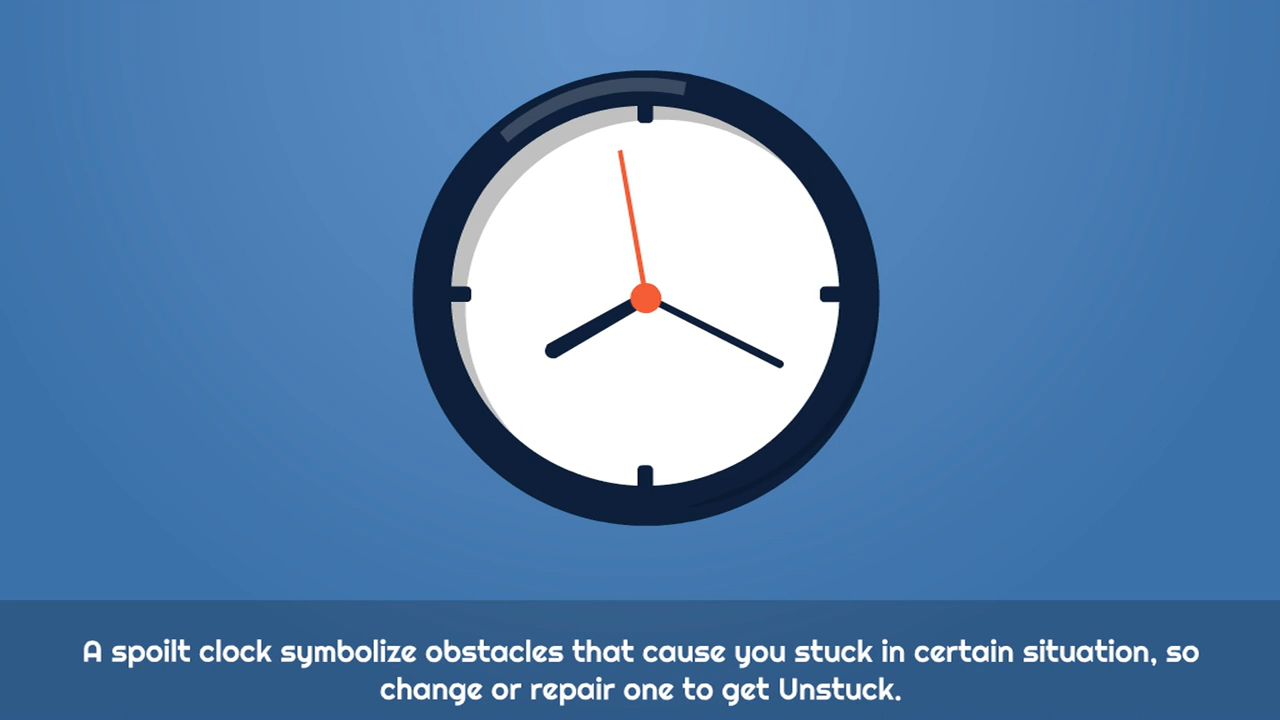 A spoilt clock symbolize obstacles that cause you stuck in certain situation, so
change or repair one to get Unstuck.